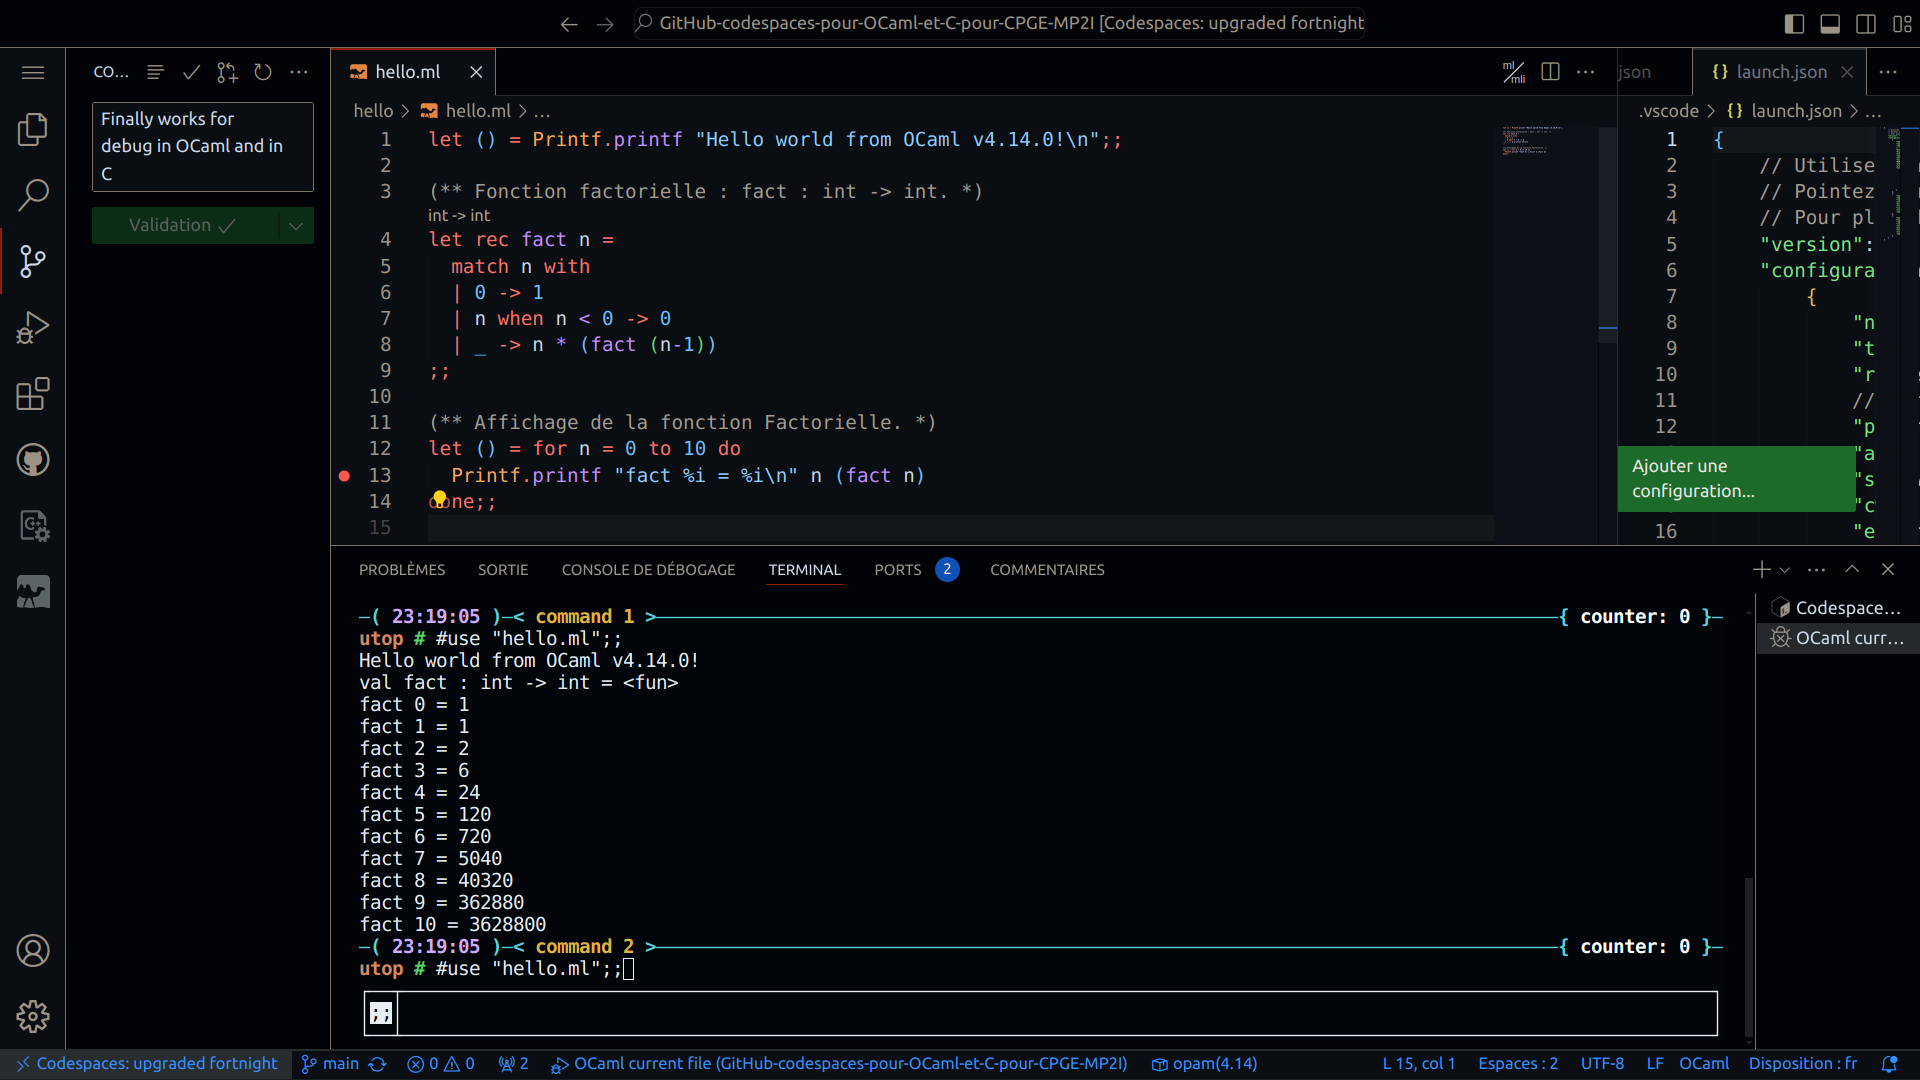 GitHub-codespaces-pour-OCaml-et-C-pour-CPGE-MP2I [Codespaces: upgraded fortnight
CO...
Finally works for
debug in OCaml and in
C
Validation
hello.ml
ml/mli
hello > hello.ml > ...
1 let () = Printf.printf "Hello world from OCaml v4.14.0!\n";;
2
3 (** Fonction factorielle : fact : int -> int. *)
int -> int
4 let rec fact n =
5   match n with
6   | 0 -> 1
7   | n when n < 0 -> 0
8   | _ -> n * (fact (n-1))
9 ;;
10
11 (** Affichage de la fonction Factorielle. *)
12 let () = for n = 0 to 10 do
13   Printf.printf "fact %i = %i\n" n (fact n)
14 done;;
15
json
{} launch.json
.vscode > {} launch.json > ...
1 {
2 // Utilise
3 // Pointez
4 // Pour pl
5 "version":
6 "configura
7 {
8 "n
9 "t
10 "r
11 //
12 "p
"a
"s
"c
16 "e
Ajouter une
configuration...
PROBLÈMES SORTIE CONSOLE DE DÉBOGAGE TERMINAL PORTS 2 COMMENTAIRES
─( 23:19:05 )─< command 1 >─{ counter: 0 }─
utop # #use "hello.ml";;
Hello world from OCaml v4.14.0!
val fact : int -> int = <fun>
fact 0 = 1
fact 1 = 1
fact 2 = 2
fact 3 = 6
fact 4 = 24
fact 5 = 120
fact 6 = 720
fact 7 = 5040
fact 8 = 40320
fact 9 = 362880
fact 10 = 3628800
─( 23:19:05 )─< command 2 >─{ counter: 0 }─
utop # #use "hello.ml";;
;;
Codespace...
OCaml curr...
Codespaces: upgraded fortnight main 0 0 2 OCaml current file (GitHub-codespaces-pour-OCaml-et-C-pour-CPGE-MP2I) opam(4.14) L 15, col 1 Espaces : 2 UTF-8 LF OCaml Disposition : fr